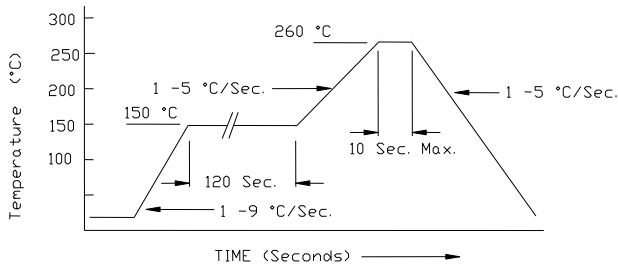 300
260 °C
250
200
1 -5 °C/Sec.
1 -5 °C/Sec.
150 °C
150
10 Sec. Max.
100
120 Sec.
1 -9 °C/Sec.
Temperature (°C)
TIME (Seconds)